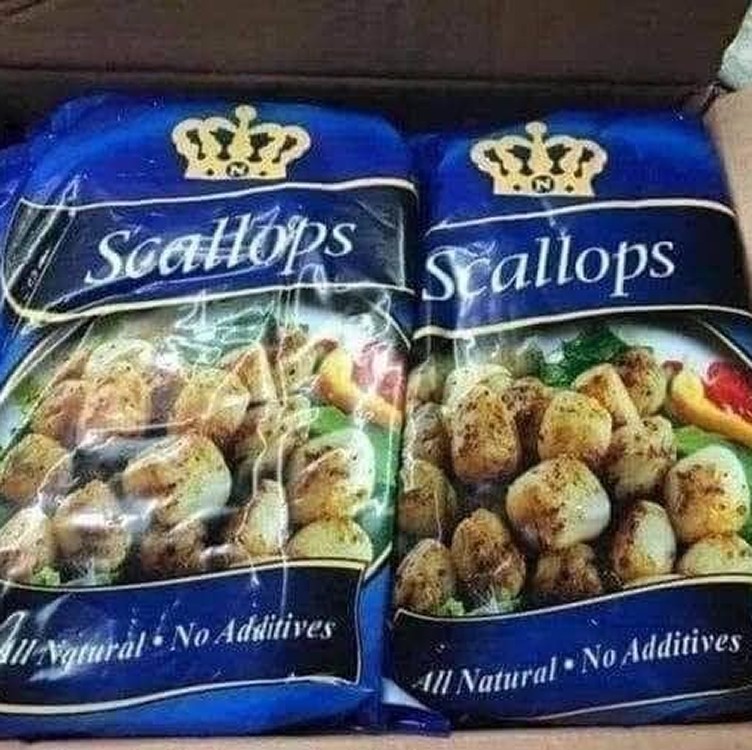 N
Scallops
All Natural • No Additives
N
Scallops
All Natural • No Additives